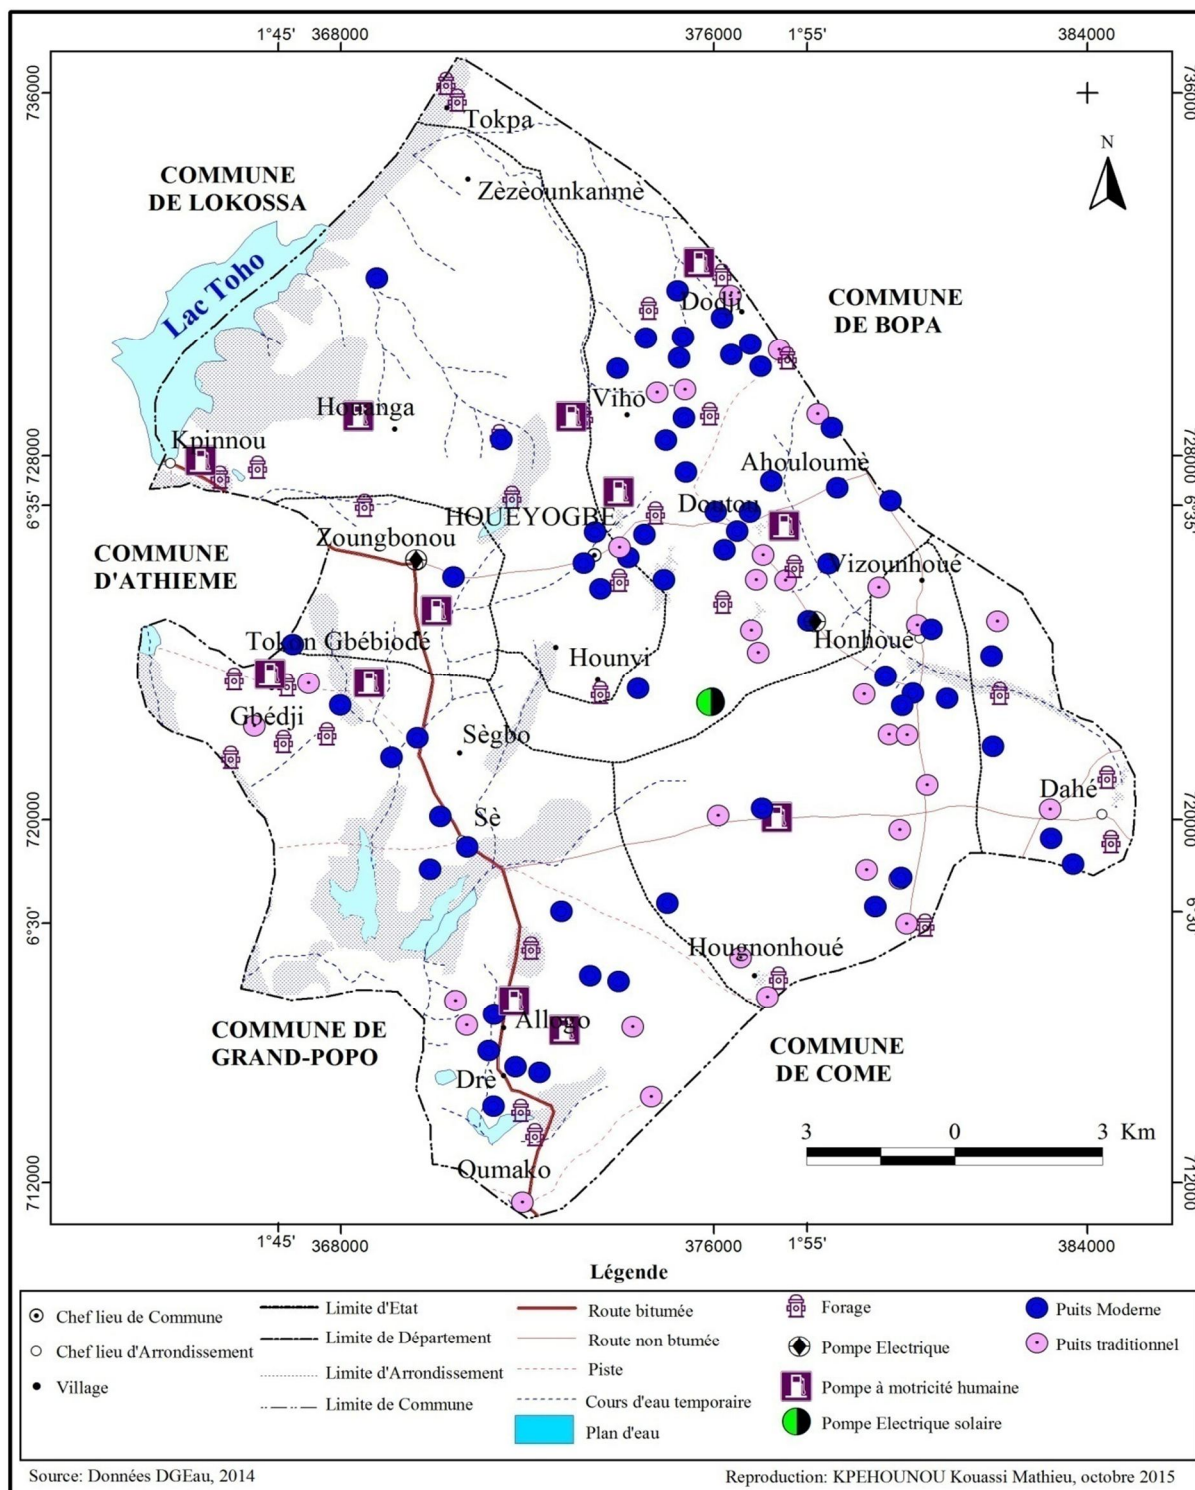 1°45'
368000
376000
1°55'
384000
736000
736000
N
Tokpa
COMMUNE
DE LOKOSSA
Zèzèounkanmè
Lac Toho
COMMUNE
DE BOPA
Dodji
Viho
Houanga
Kpinnou
728000
728000
Ahouloumè
6°35'
6°35'
Doutou
HOUEYOGBE
Zoungbonou
COMMUNE
D'ATHIEME
Vizounhoué
Tokan Gbébiodé
Honhoué
Hounvi
Gbédji
Sègbo
Dahé
720000
720000
Sè
6°30'
6°30'
Hougnonhoué
COMMUNE DE
GRAND-POPO
Allogo
COMMUNE
DE COME
Drè
3 0 3 Km
Oumako
712000
712000
1°45'
368000
376000
1°55'
384000
Légende
Chef lieu de Commune
Chef lieu d'Arrondissement
Village
Limite d'Etat
Limite de Département
Limite d'Arrondissement
Limite de Commune
Route bitumée
Route non btumée
Piste
Cours d'eau temporaire
Plan d'eau
Forage
Pompe Electrique
Pompe à motricité humaine
Pompe Electrique solaire
Puits Moderne
Puits traditionnel
Source: Données DGEau, 2014
Reproduction: KPEHOUNOU Kouassi Mathieu, octobre 2015